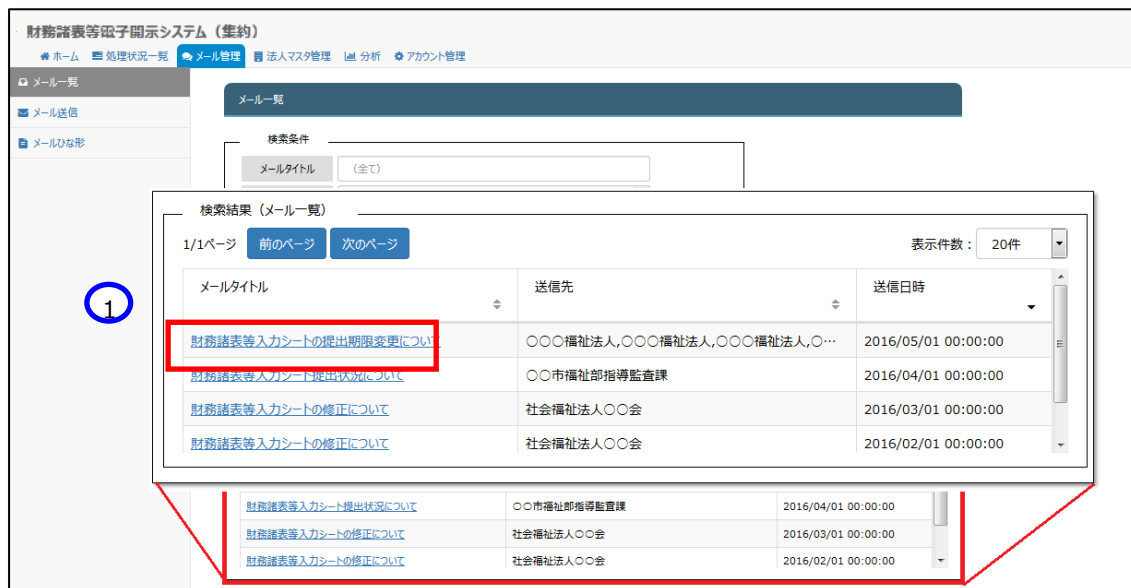 財務諸表等電子開示システム（集約）
ホーム 処理状況一覧 メール管理 法人マスタ管理 分析 アカウント管理
メール一覧
メール送信
メールひな形
メール一覧
検索条件
メールタイトル （全て）
検索結果（メール一覧）
1/1ページ 前のページ 次のページ 表示件数： 20件
メールタイトル 送信先 送信日時
1
財務諸表等入力シートの提出期限変更について ○○○福祉法人,○○○福祉法人,○○○福祉法人,○… 2016/05/01 00:00:00
財務諸表等入力シート提出状況について ○○市福祉部指導監査課 2016/04/01 00:00:00
財務諸表等入力シートの修正について 社会福祉法人○○会 2016/03/01 00:00:00
財務諸表等入力シートの修正について 社会福祉法人○○会 2016/02/01 00:00:00
財務諸表等入力シート提出状況について ○○市福祉部指導監査課 2016/04/01 00:00:00
財務諸表等入力シートの修正について 社会福祉法人○○会 2016/03/01 00:00:00
財務諸表等入力シートの修正について 社会福祉法人○○会 2016/02/01 00:00:00